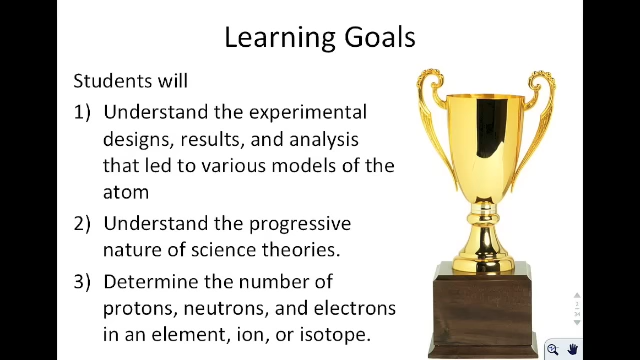 Learning Goals
Students will
1) Understand the experimental
designs, results, and analysis
that led to various models of the
atom
2) Understand the progressive
nature of science theories.
3) Determine the number of
protons, neutrons, and electrons
in an element, ion, or isotope.